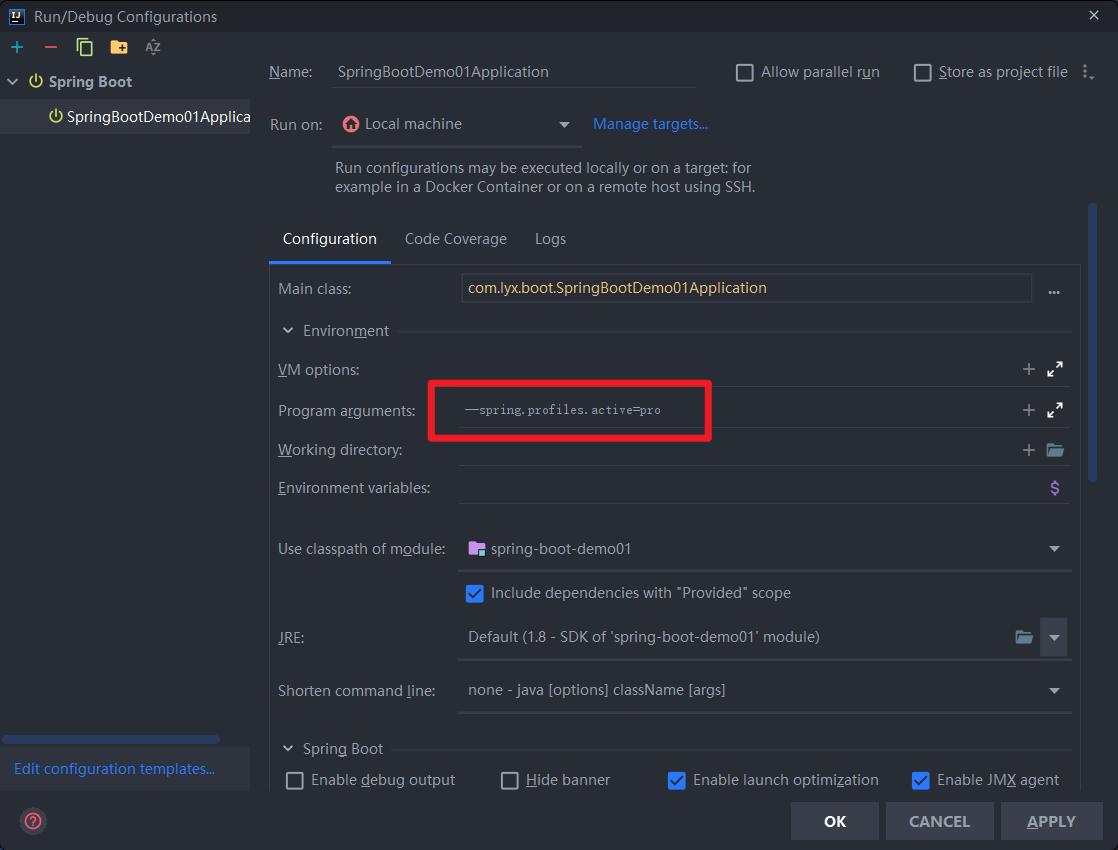 Run/Debug Configurations
Spring Boot
SpringBootDemo01Applica
Edit configuration templates...
Name: SpringBootDemo01Application
Allow parallel run
Store as project file
Run on: Local machine
Manage targets...
Run configurations may be executed locally or on a target: for
example in a Docker Container or on a remote host using SSH.
Configuration Code Coverage Logs
Main class: com.lyx.boot.SpringBootDemo01Application ...
Environment
VM options:
Program arguments: --spring.profiles.active=pro
Working directory:
Environment variables: $
Use classpath of module: spring-boot-demo01
Include dependencies with "Provided" scope
JRE: Default (1.8 - SDK of 'spring-boot-demo01' module)
Shorten command line: none - java [options] className [args]
Spring Boot
Enable debug output Hide banner Enable launch optimization Enable JMX agent
? OK CANCEL APPLY